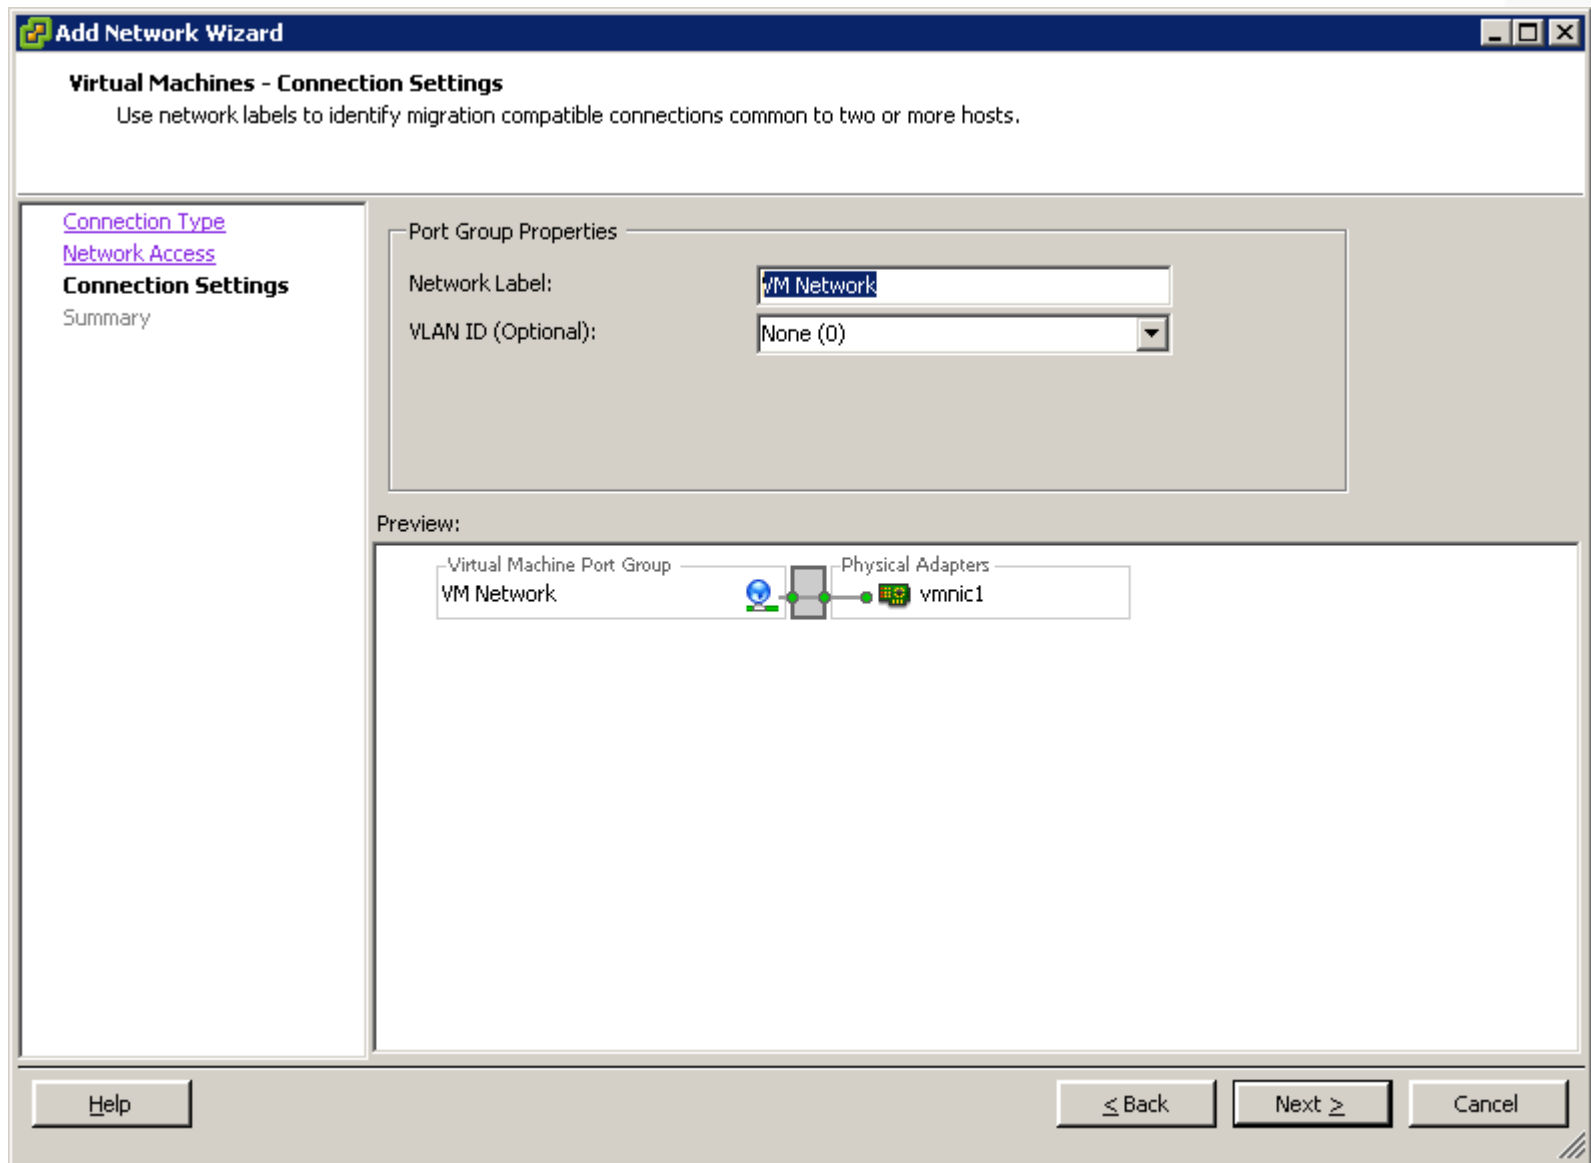 Add Network Wizard
Virtual Machines - Connection Settings
Use network labels to identify migration compatible connections common to two or more hosts.
Connection Type
Network Access
Connection Settings
Summary
Port Group Properties
Network Label:
VM Network
VLAN ID (Optional):
None (0)
Preview:
Virtual Machine Port Group
VM Network
Physical Adapters
vmnic1
Help
< Back
Next >
Cancel